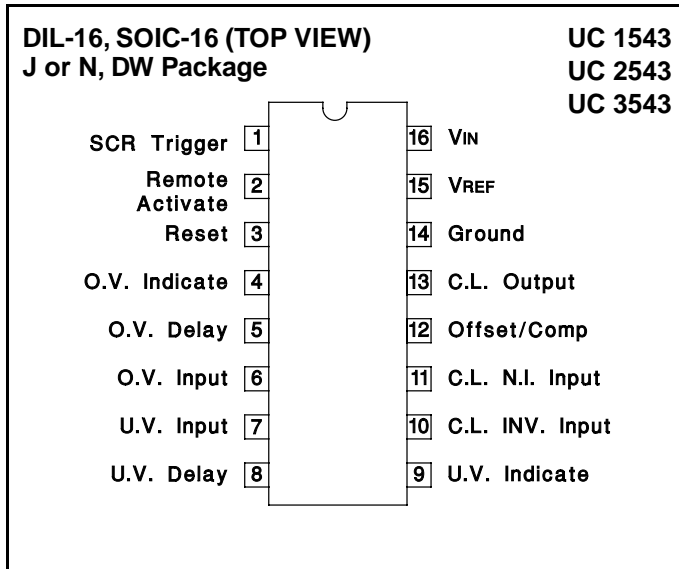 DIL-16, SOIC-16 (TOP VIEW)
J or N, DW Package
UC 1543
UC 2543
UC 3543
SCR Trigger 1
Remote Activate 2
Reset 3
O.V. Indicate 4
O.V. Delay 5
O.V. Input 6
U.V. Input 7
U.V. Delay 8
16 VIN
15 VREF
14 Ground
13 C.L. Output
12 Offset/Comp
11 C.L. N.I. Input
10 C.L. INV. Input
9 U.V. Indicate